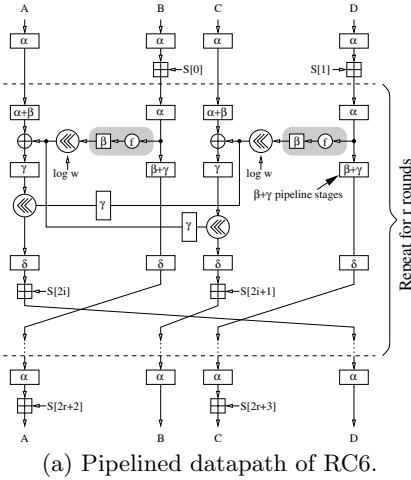 A B C D
α α α α
S[0] S[1]
α+β α α+β α
β f β f
log w log w
γ β+γ γ β+γ
γ β+γ pipeline stages
γ
δ δ δ δ
S[2i] S[2i+1]
Repeat for r rounds
α α α α
S[2r+2] S[2r+3]
A B C D
(a) Pipelined datapath of RC6.